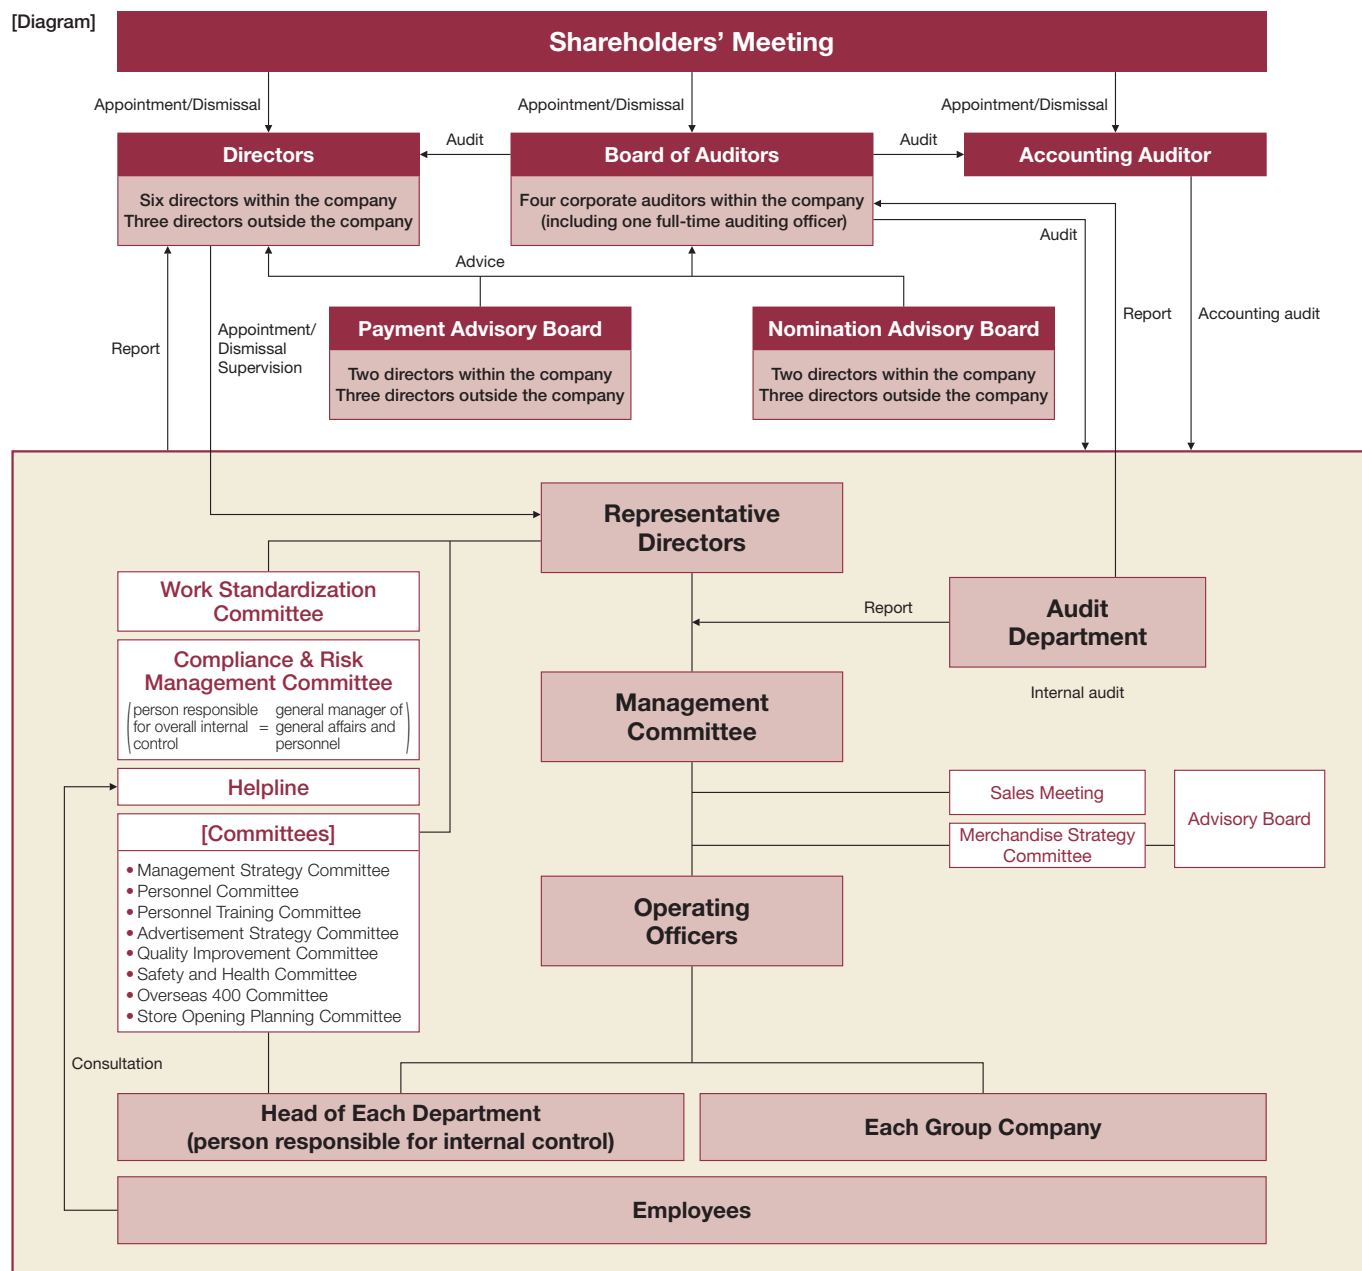 [Diagram]
Shareholders’ Meeting
Appointment/Dismissal
Appointment/Dismissal
Appointment/Dismissal
Directors
Audit
Board of Auditors
Audit
Accounting Auditor
Six directors within the company
Three directors outside the company
Four corporate auditors within the company
(including one full-time auditing officer)
Audit
Advice
Report
Appointment/
Dismissal
Supervision
Payment Advisory Board
Two directors within the company
Three directors outside the company
Nomination Advisory Board
Two directors within the company
Three directors outside the company
Report
Accounting audit
Representative
Directors
Work Standardization
Committee
Report
Audit
Department
Internal audit
Compliance & Risk
Management Committee
person responsible
for overall internal
control
=
general manager of
general affairs and
personnel
Management
Committee
Helpline
Sales Meeting
Merchandise Strategy
Committee
Advisory Board
[Committees]
• Management Strategy Committee
• Personnel Committee
• Personnel Training Committee
• Advertisement Strategy Committee
• Quality Improvement Committee
• Safety and Health Committee
• Overseas 400 Committee
• Store Opening Planning Committee
Operating
Officers
Consultation
Head of Each Department
(person responsible for internal control)
Each Group Company
Employees